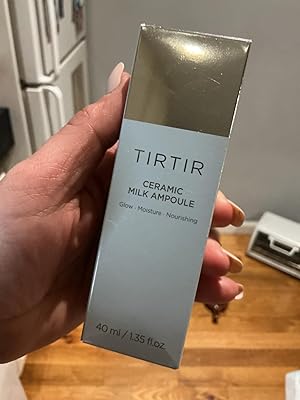 TIRTIR
CERAMIC
MILK AMPOULE
Glow · Moisture · Nourishing
40 ml / 1.35 fl.oz